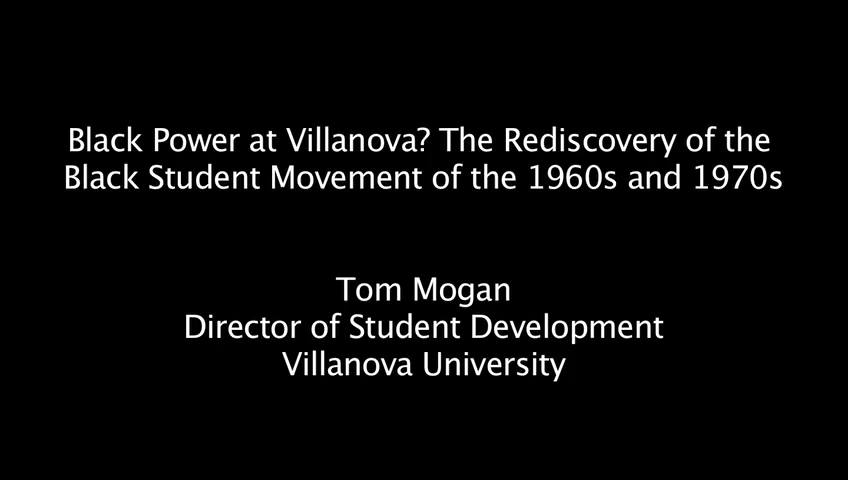 Black Power at Villanova? The Rediscovery of the
Black Student Movement of the 1960s and 1970s
Tom Mogan
Director of Student Development
Villanova University